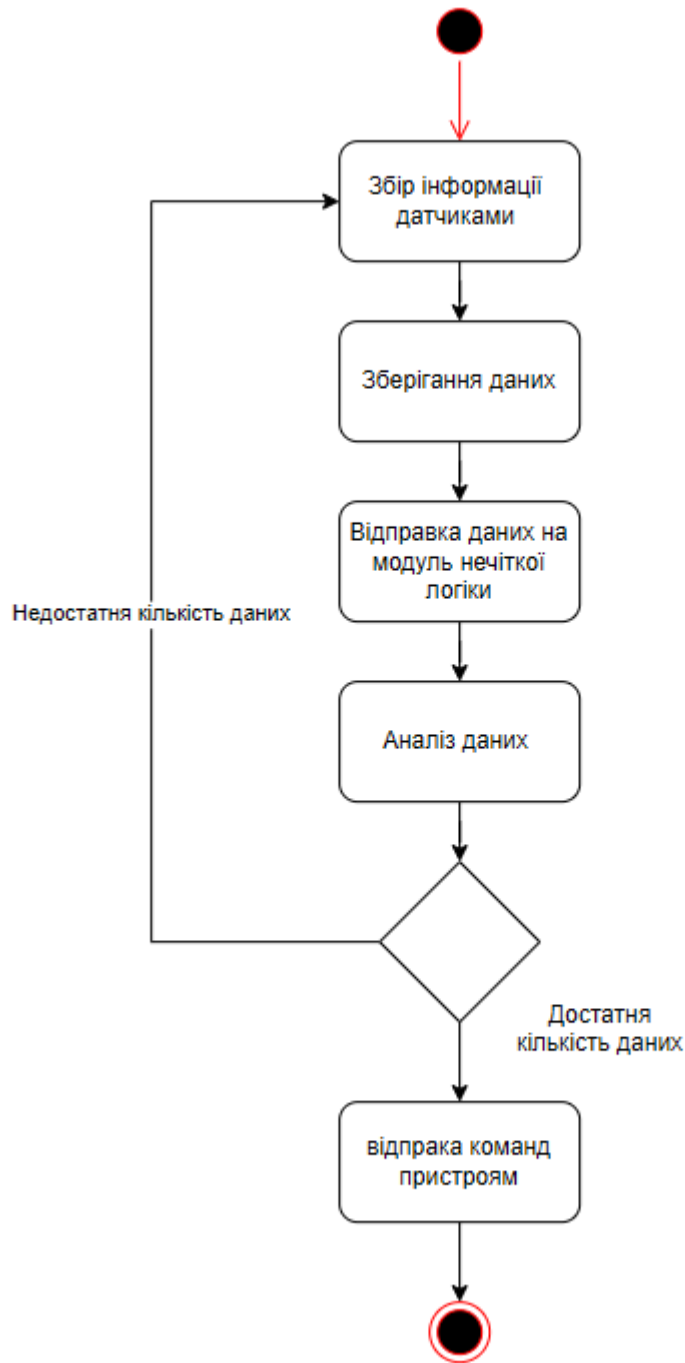 Збір інформації
датчиками
Зберігання даних
Відправка даних на
модуль нечіткої
логіки
Недостатня кількість даних
Аналіз даних
Достатня
кількість даних
відпрака команд
пристроям